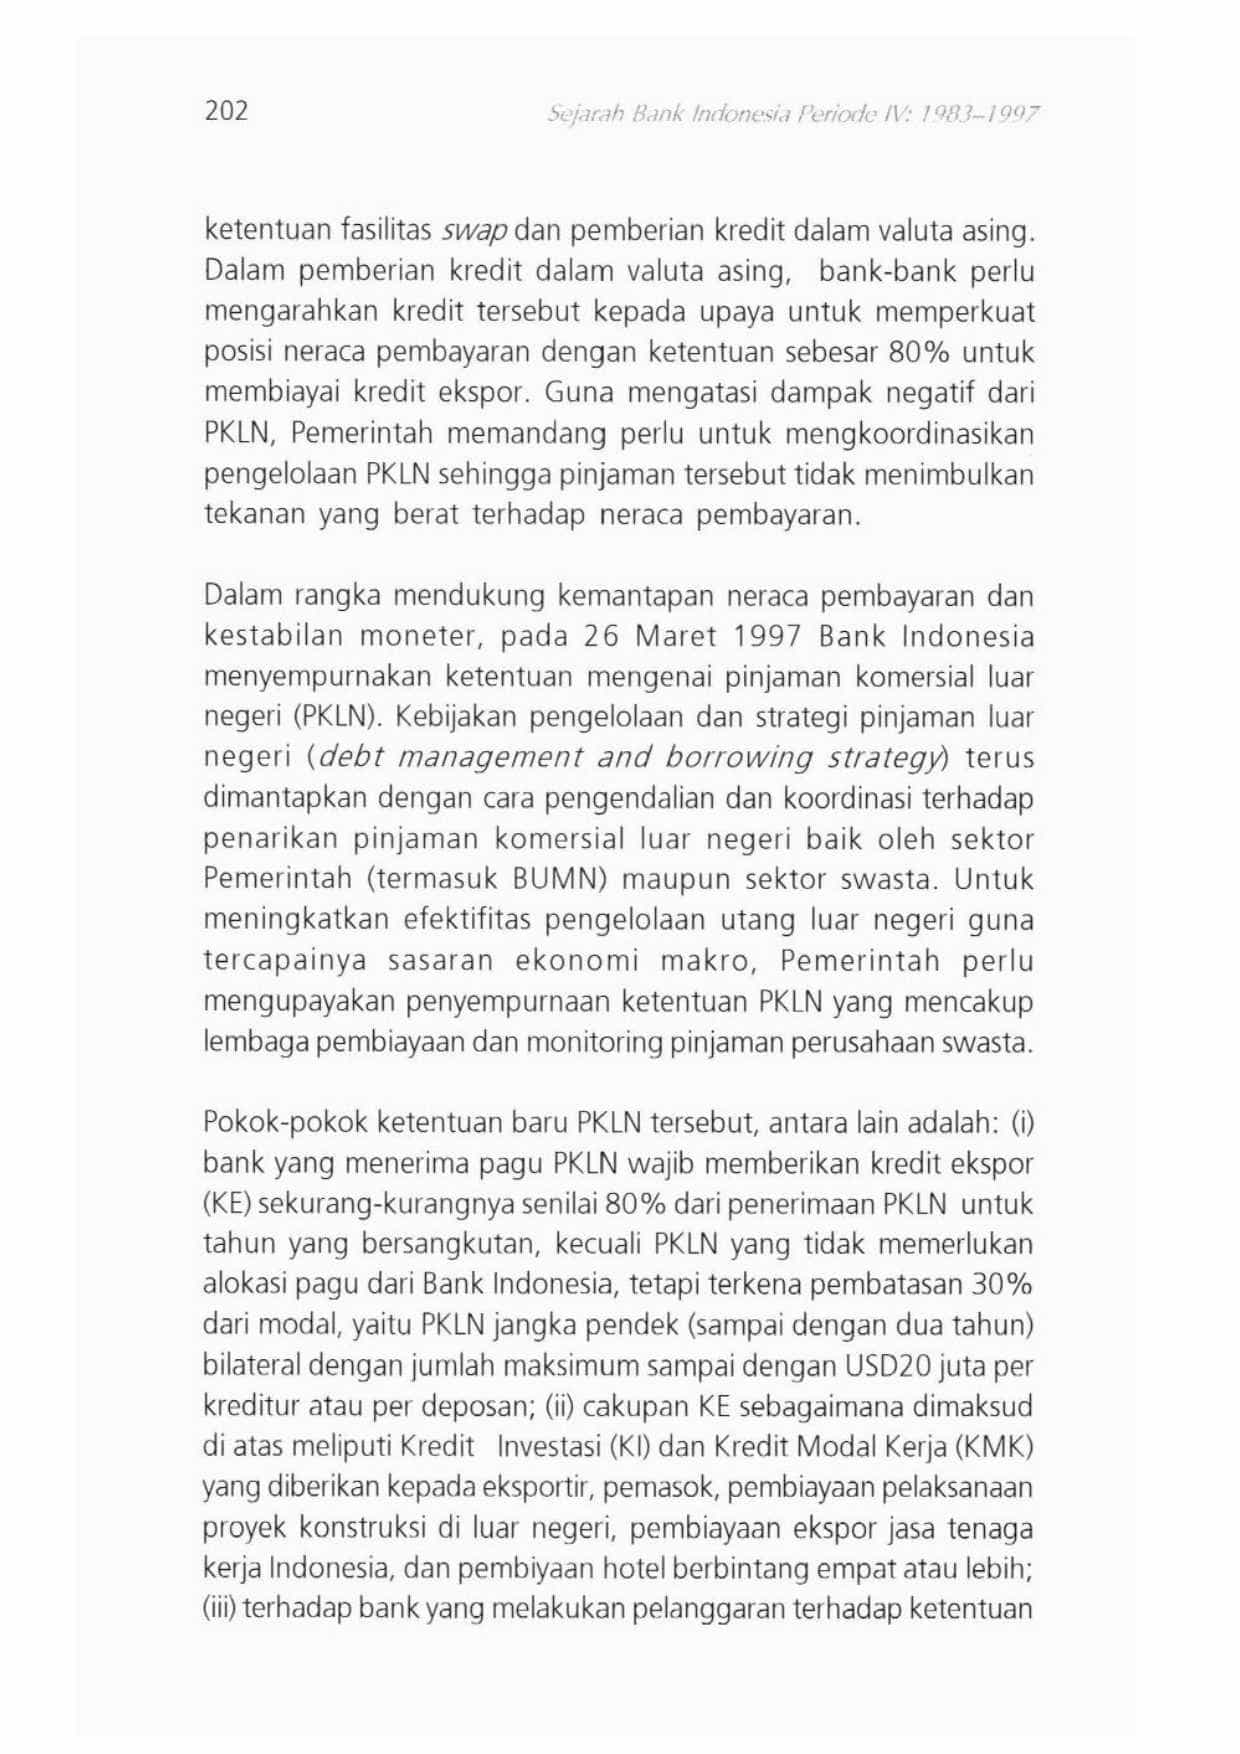 202
Sejarah Bank Indonesia Periode IV: 1983–1997
ketentuan fasilitas swap dan pemberian kredit dalam valuta asing.
Dalam pemberian kredit dalam valuta asing, bank-bank perlu
mengarahkan kredit tersebut kepada upaya untuk memperkuat
posisi neraca pembayaran dengan ketentuan sebesar 80% untuk
membiayai kredit ekspor. Guna mengatasi dampak negatif dari
PKLN, Pemerintah memandang perlu untuk mengkoordinasikan
pengelolaan PKLN sehingga pinjaman tersebut tidak menimbulkan
tekanan yang berat terhadap neraca pembayaran.
Dalam rangka mendukung kemantapan neraca pembayaran dan
kestabilan moneter, pada 26 Maret 1997 Bank Indonesia
menyempurnakan ketentuan mengenai pinjaman komersial luar
negeri (PKLN). Kebijakan pengelolaan dan strategi pinjaman luar
negeri (debt management and borrowing strategy) terus
dimantapkan dengan cara pengendalian dan koordinasi terhadap
penarikan pinjaman komersial luar negeri baik oleh sektor
Pemerintah (termasuk BUMN) maupun sektor swasta. Untuk
meningkatkan efektifitas pengelolaan utang luar negeri guna
tercapainya sasaran ekonomi makro, Pemerintah perlu
mengupayakan penyempurnaan ketentuan PKLN yang mencakup
lembaga pembiayaan dan monitoring pinjaman perusahaan swasta.
Pokok-pokok ketentuan baru PKLN tersebut, antara lain adalah: (i)
bank yang menerima pagu PKLN wajib memberikan kredit ekspor
(KE) sekurang-kurangnya senilai 80% dari penerimaan PKLN untuk
tahun yang bersangkutan, kecuali PKLN yang tidak memerlukan
alokasi pagu dari Bank Indonesia, tetapi terkena pembatasan 30%
dari modal, yaitu PKLN jangka pendek (sampai dengan dua tahun)
bilateral dengan jumlah maksimum sampai dengan USD20 juta per
kreditur atau per deposan; (ii) cakupan KE sebagaimana dimaksud
di atas meliputi Kredit Investasi (KI) dan Kredit Modal Kerja (KMK)
yang diberikan kepada eksportir, pemasok, pembiayaan pelaksanaan
proyek konstruksi di luar negeri, pembiayaan ekspor jasa tenaga
kerja Indonesia, dan pembiyaan hotel berbintang empat atau lebih;
(iii) terhadap bank yang melakukan pelanggaran terhadap ketentuan